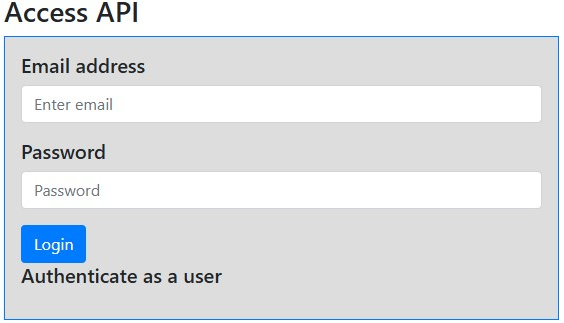 Access API
Email address
Enter email
Password
Password
Login
Authenticate as a user